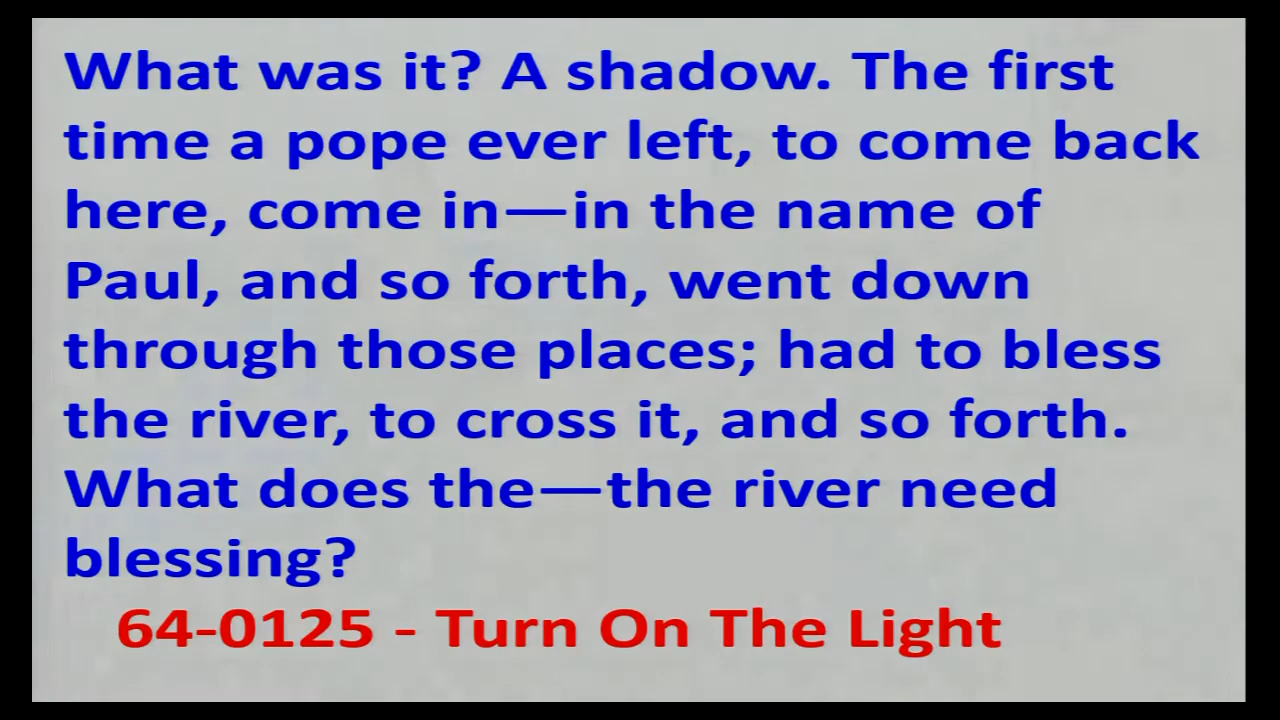 What was it? A shadow. The first
time a pope ever left, to come back
here, come in—in the name of
Paul, and so forth, went down
through those places; had to bless
the river, to cross it, and so forth.
What does the—the river need
blessing?
64-0125 - Turn On The Light